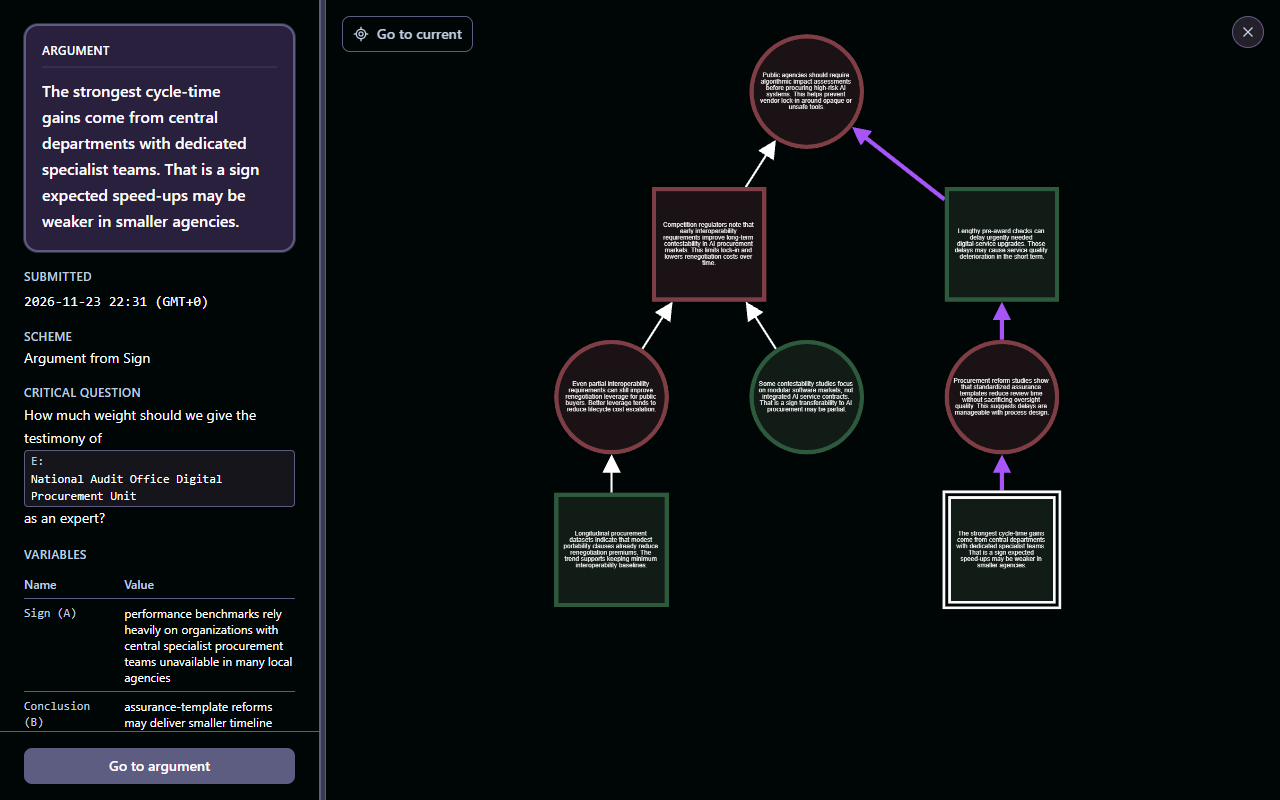 ARGUMENT
The strongest cycle-time
gains come from central
departments with dedicated
specialist teams. That is a sign
expected speed-ups may be
weaker in smaller agencies.
SUBMITTED
2026-11-23 22:31 (GMT+0)
SCHEME
Argument from Sign
CRITICAL QUESTION
How much weight should we give the
testimony of
E:
National Audit Office Digital
Procurement Unit
as an expert?
VARIABLES
Name Value
Sign (A) performance benchmarks rely
heavily on organizations with
central specialist procurement
teams unavailable in many local
agencies
Conclusion assurance-template reforms
(B) may deliver smaller timeline
Go to argument
Go to current
Public agencies should require
algorithmic impact assessments
before procuring high-risk AI
systems. This helps prevent
vendor lock-in around opaque or
unsafe tools.
Competition regulators note that
early interoperability
requirements improve long-term
contestability in AI procurement
markets. This limits lock-in and
lowers renegotiation costs over
time.
Lengthy pre-award checks can
delay urgently needed
digital-service upgrades. Those
delays may cause service quality
deterioration in the short term.
Even partial interoperability
requirements can still improve
renegotiation leverage for public
buyers. Better leverage tends to
reduce lifecycle cost escalation.
Some contestability studies focus
on modular software markets, not
integrated AI service contracts.
That is a sign transferability to AI
procurement may be partial.
Procurement reform studies show
that standardized assurance
templates reduce review time
without sacrificing oversight
quality. This suggests delays are
manageable with process design.
Longitudinal procurement
datasets indicate that modest
portability clauses already reduce
renegotiation premiums. The
trend supports keeping minimum
interoperability baselines.
The strongest cycle-time gains
come from central departments
with dedicated specialist teams.
That is a sign expected
speed-ups may be weaker in
smaller agencies.